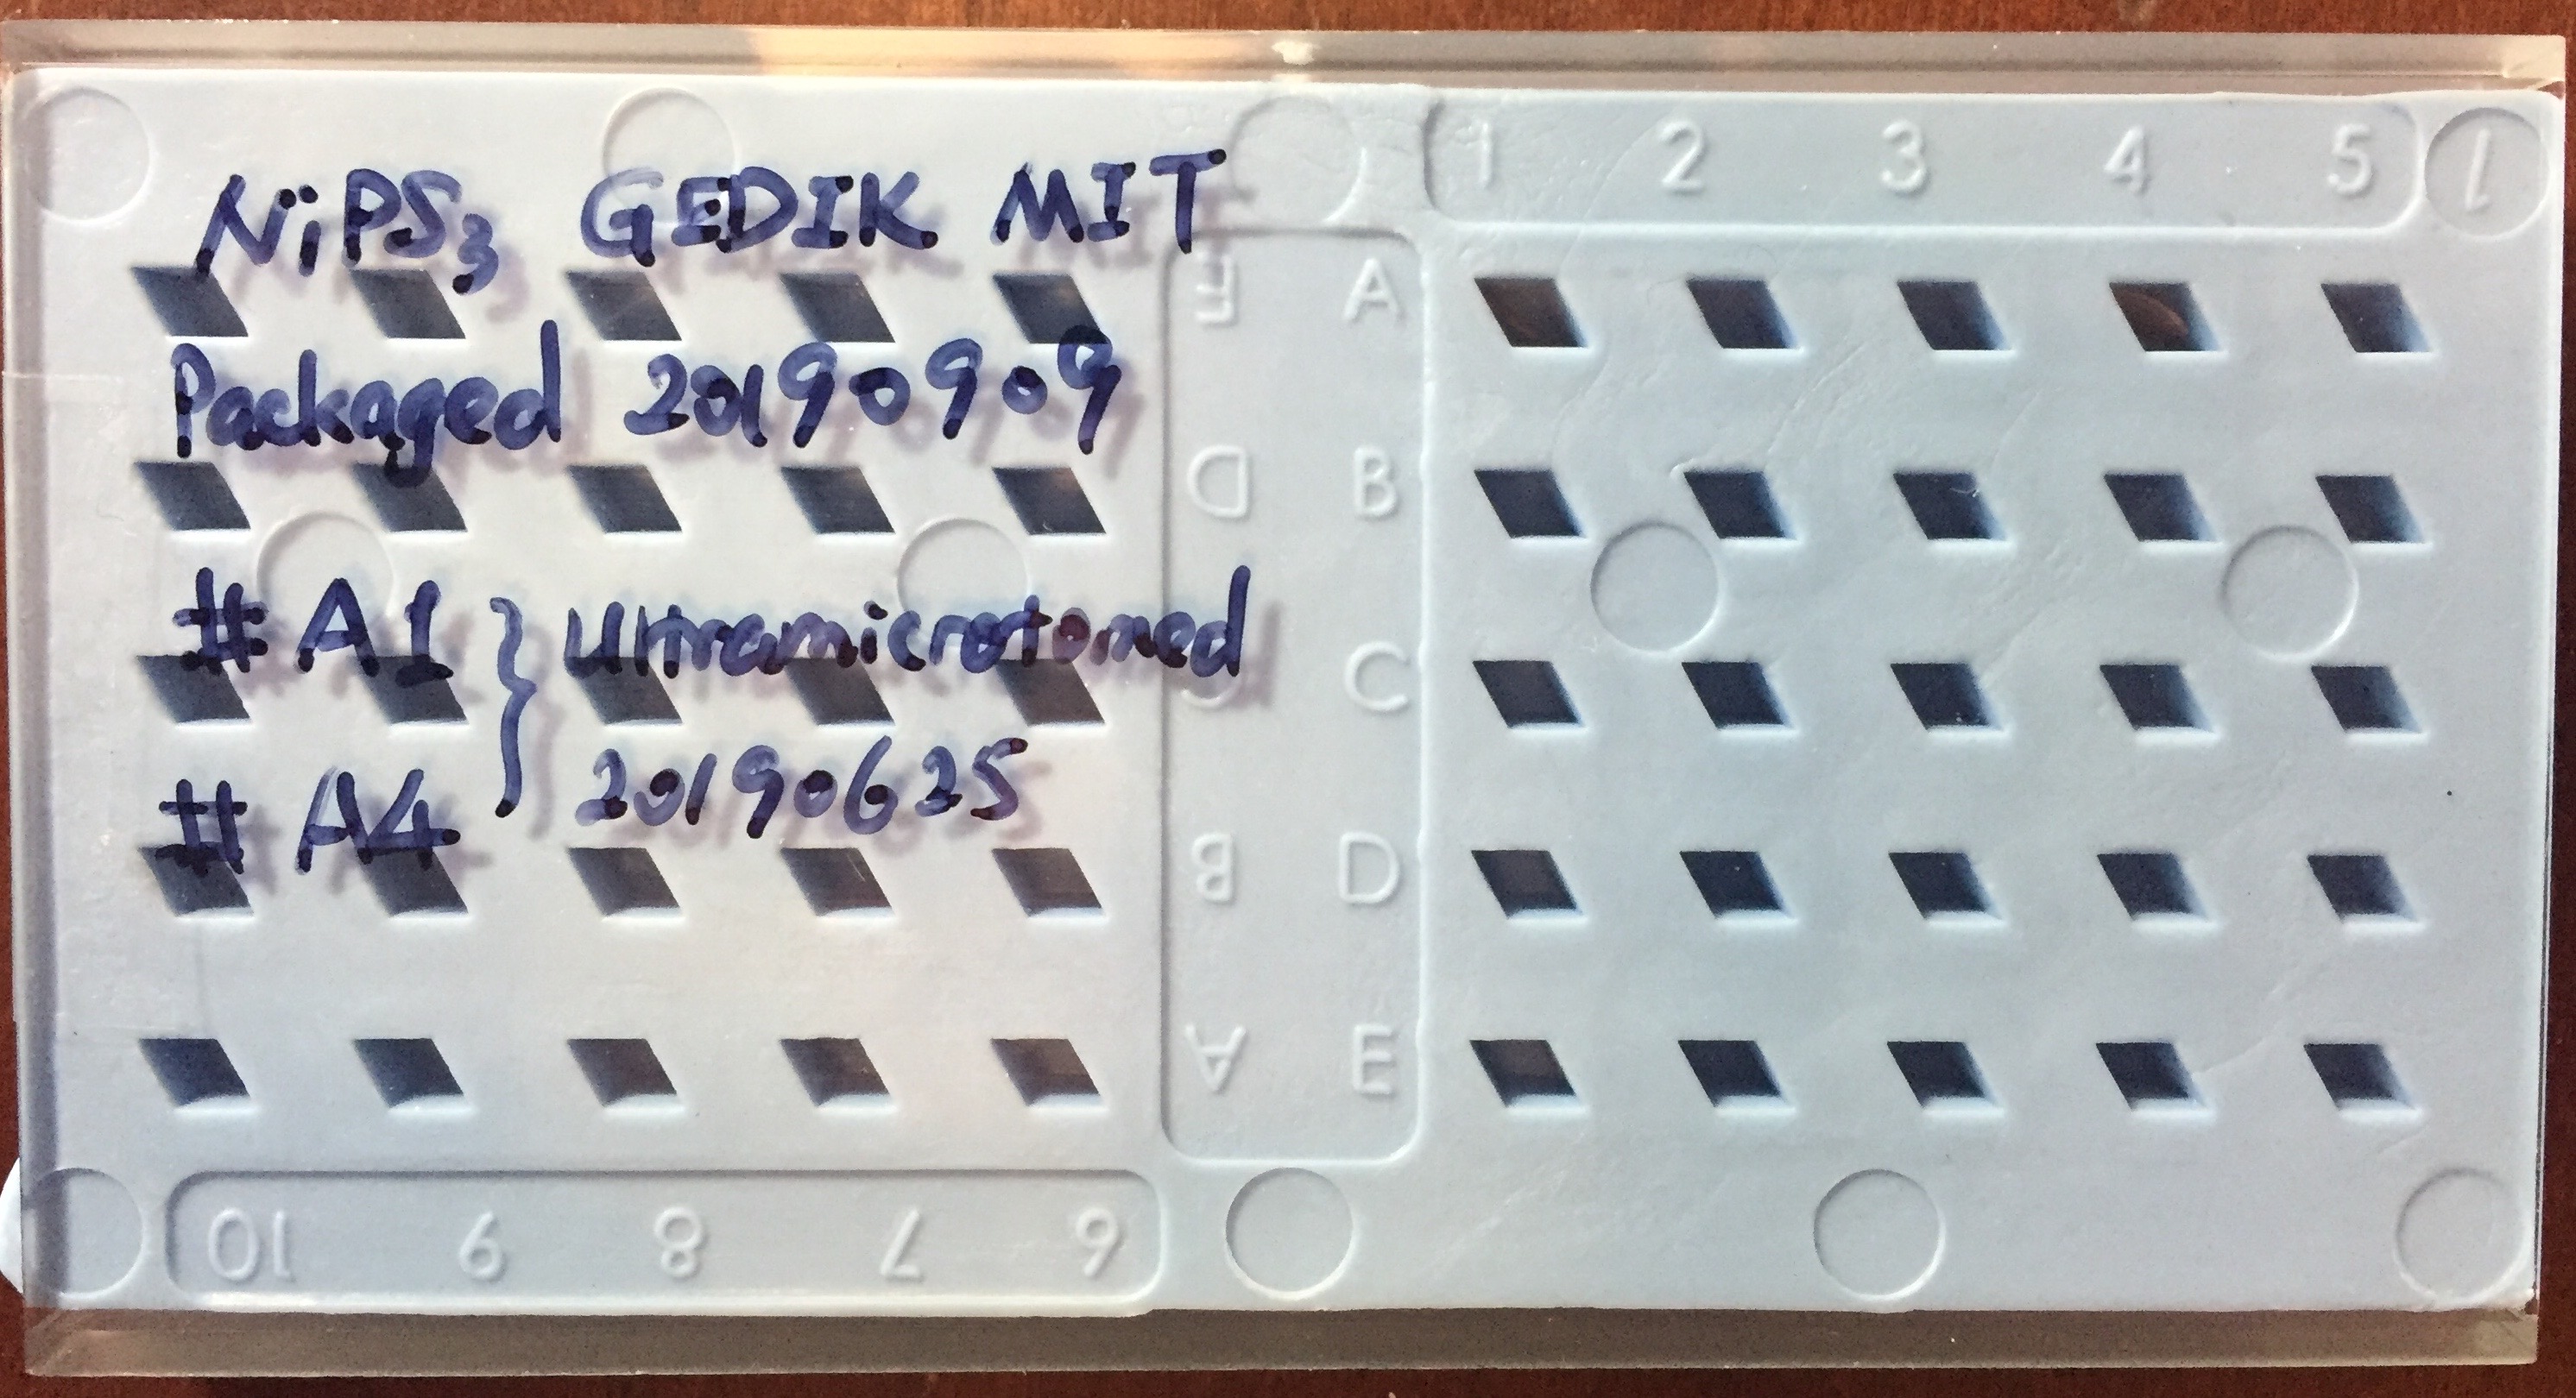 NiPS₃ GEDIK MIT
Packaged 20190909
#A1 } Ultramicrotomed
#A4 20190625
1 2 3 4 5
1
A
B
C
D
E
E
D
C
B
A
10 9 8 7 6